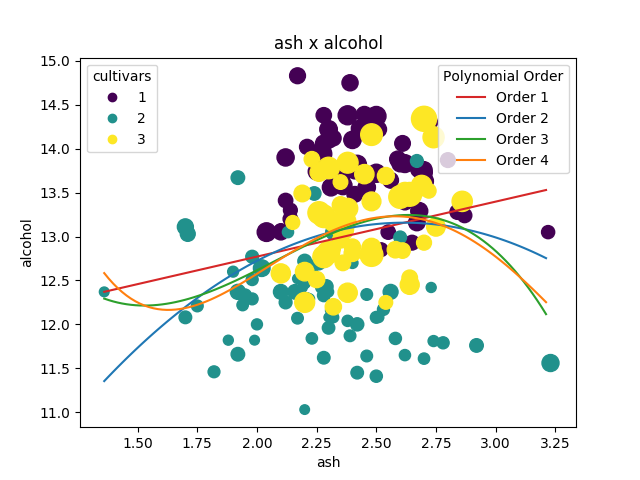 ash x alcohol
cultivars
1
2
3
Polynomial Order
Order 1
Order 2
Order 3
Order 4
alcohol
15.0
14.5
14.0
13.5
13.0
12.5
12.0
11.5
11.0
1.50 1.75 2.00 2.25 2.50 2.75 3.00 3.25
ash